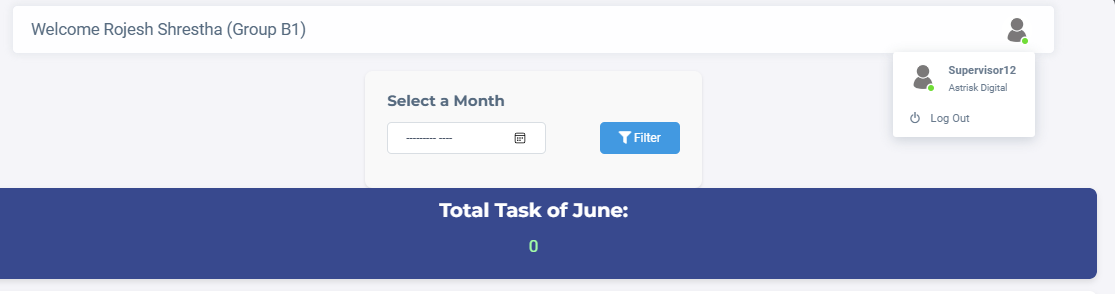 Welcome Rojesh Shrestha (Group B1)
Supervisor12
Astrisk Digital
Log Out
Select a Month
--------- ----
Filter
Total Task of June:
0